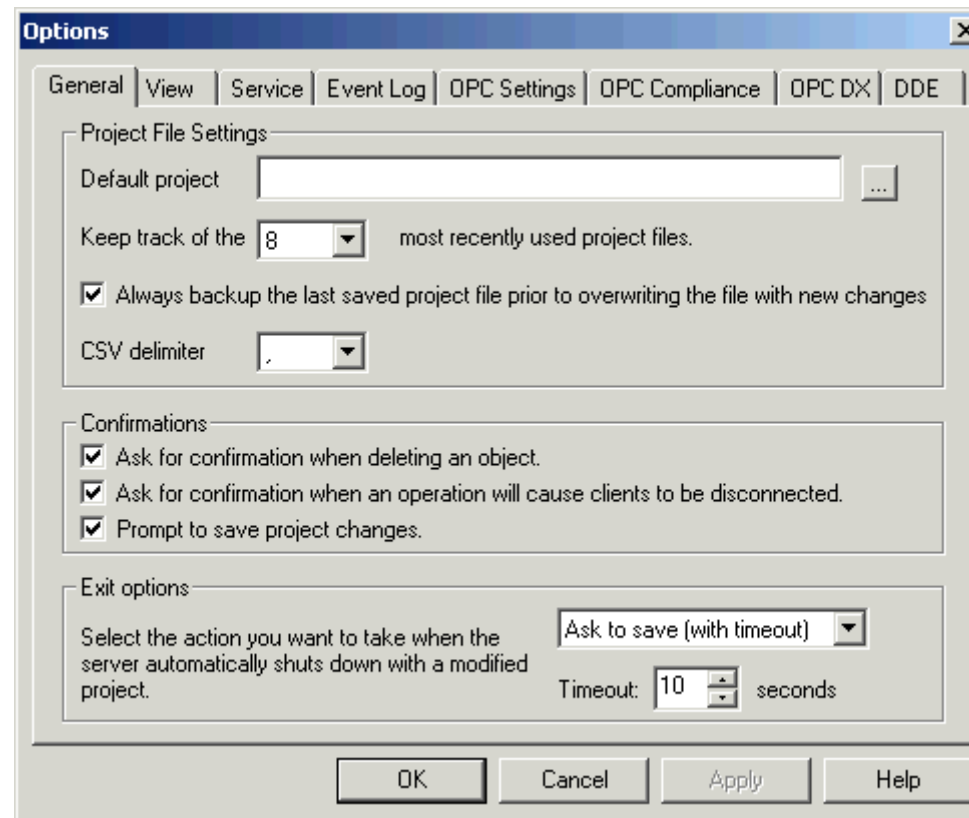 Options
General View Service Event Log OPC Settings OPC Compliance OPC DX DDE
Project File Settings
Default project ...
Keep track of the 8 most recently used project files.
Always backup the last saved project file prior to overwriting the file with new changes
CSV delimiter ,
Confirmations
Ask for confirmation when deleting an object.
Ask for confirmation when an operation will cause clients to be disconnected.
Prompt to save project changes.
Exit options
Ask to save (with timeout)
Select the action you want to take when the
server automatically shuts down with a modified
project.
Timeout: 10 seconds
OK Cancel Apply Help